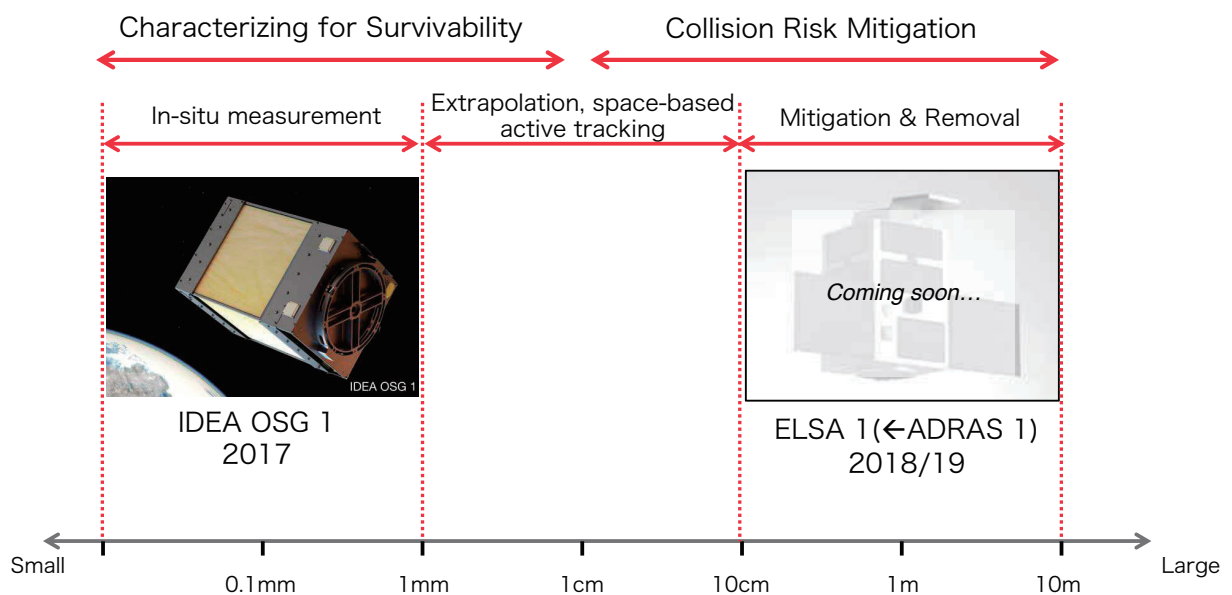 Characterizing for Survivability
Collision Risk Mitigation
In-situ measurement
Extrapolation, space-based
active tracking
Mitigation & Removal
IDEA OSG 1
Coming soon...
IDEA OSG 1
2017
ELSA 1(←ADRAS 1)
2018/19
Small
0.1mm
1mm
1cm
10cm
1m
10m
Large